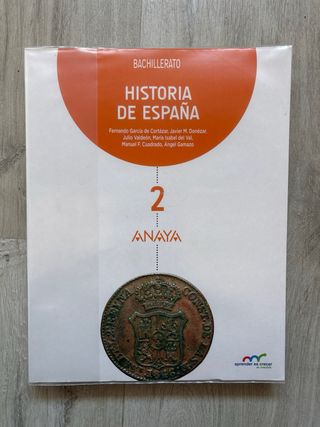 BACHILLERATO
HISTORIA
DE ESPAÑA
Fernando García de Cortázar, Javier M. Donézar,
Julio Valdeón, María Isabel del Val,
Manuel F. Cuadrado, Ángel Gamazo
2
ANAYA
aprender es crecer